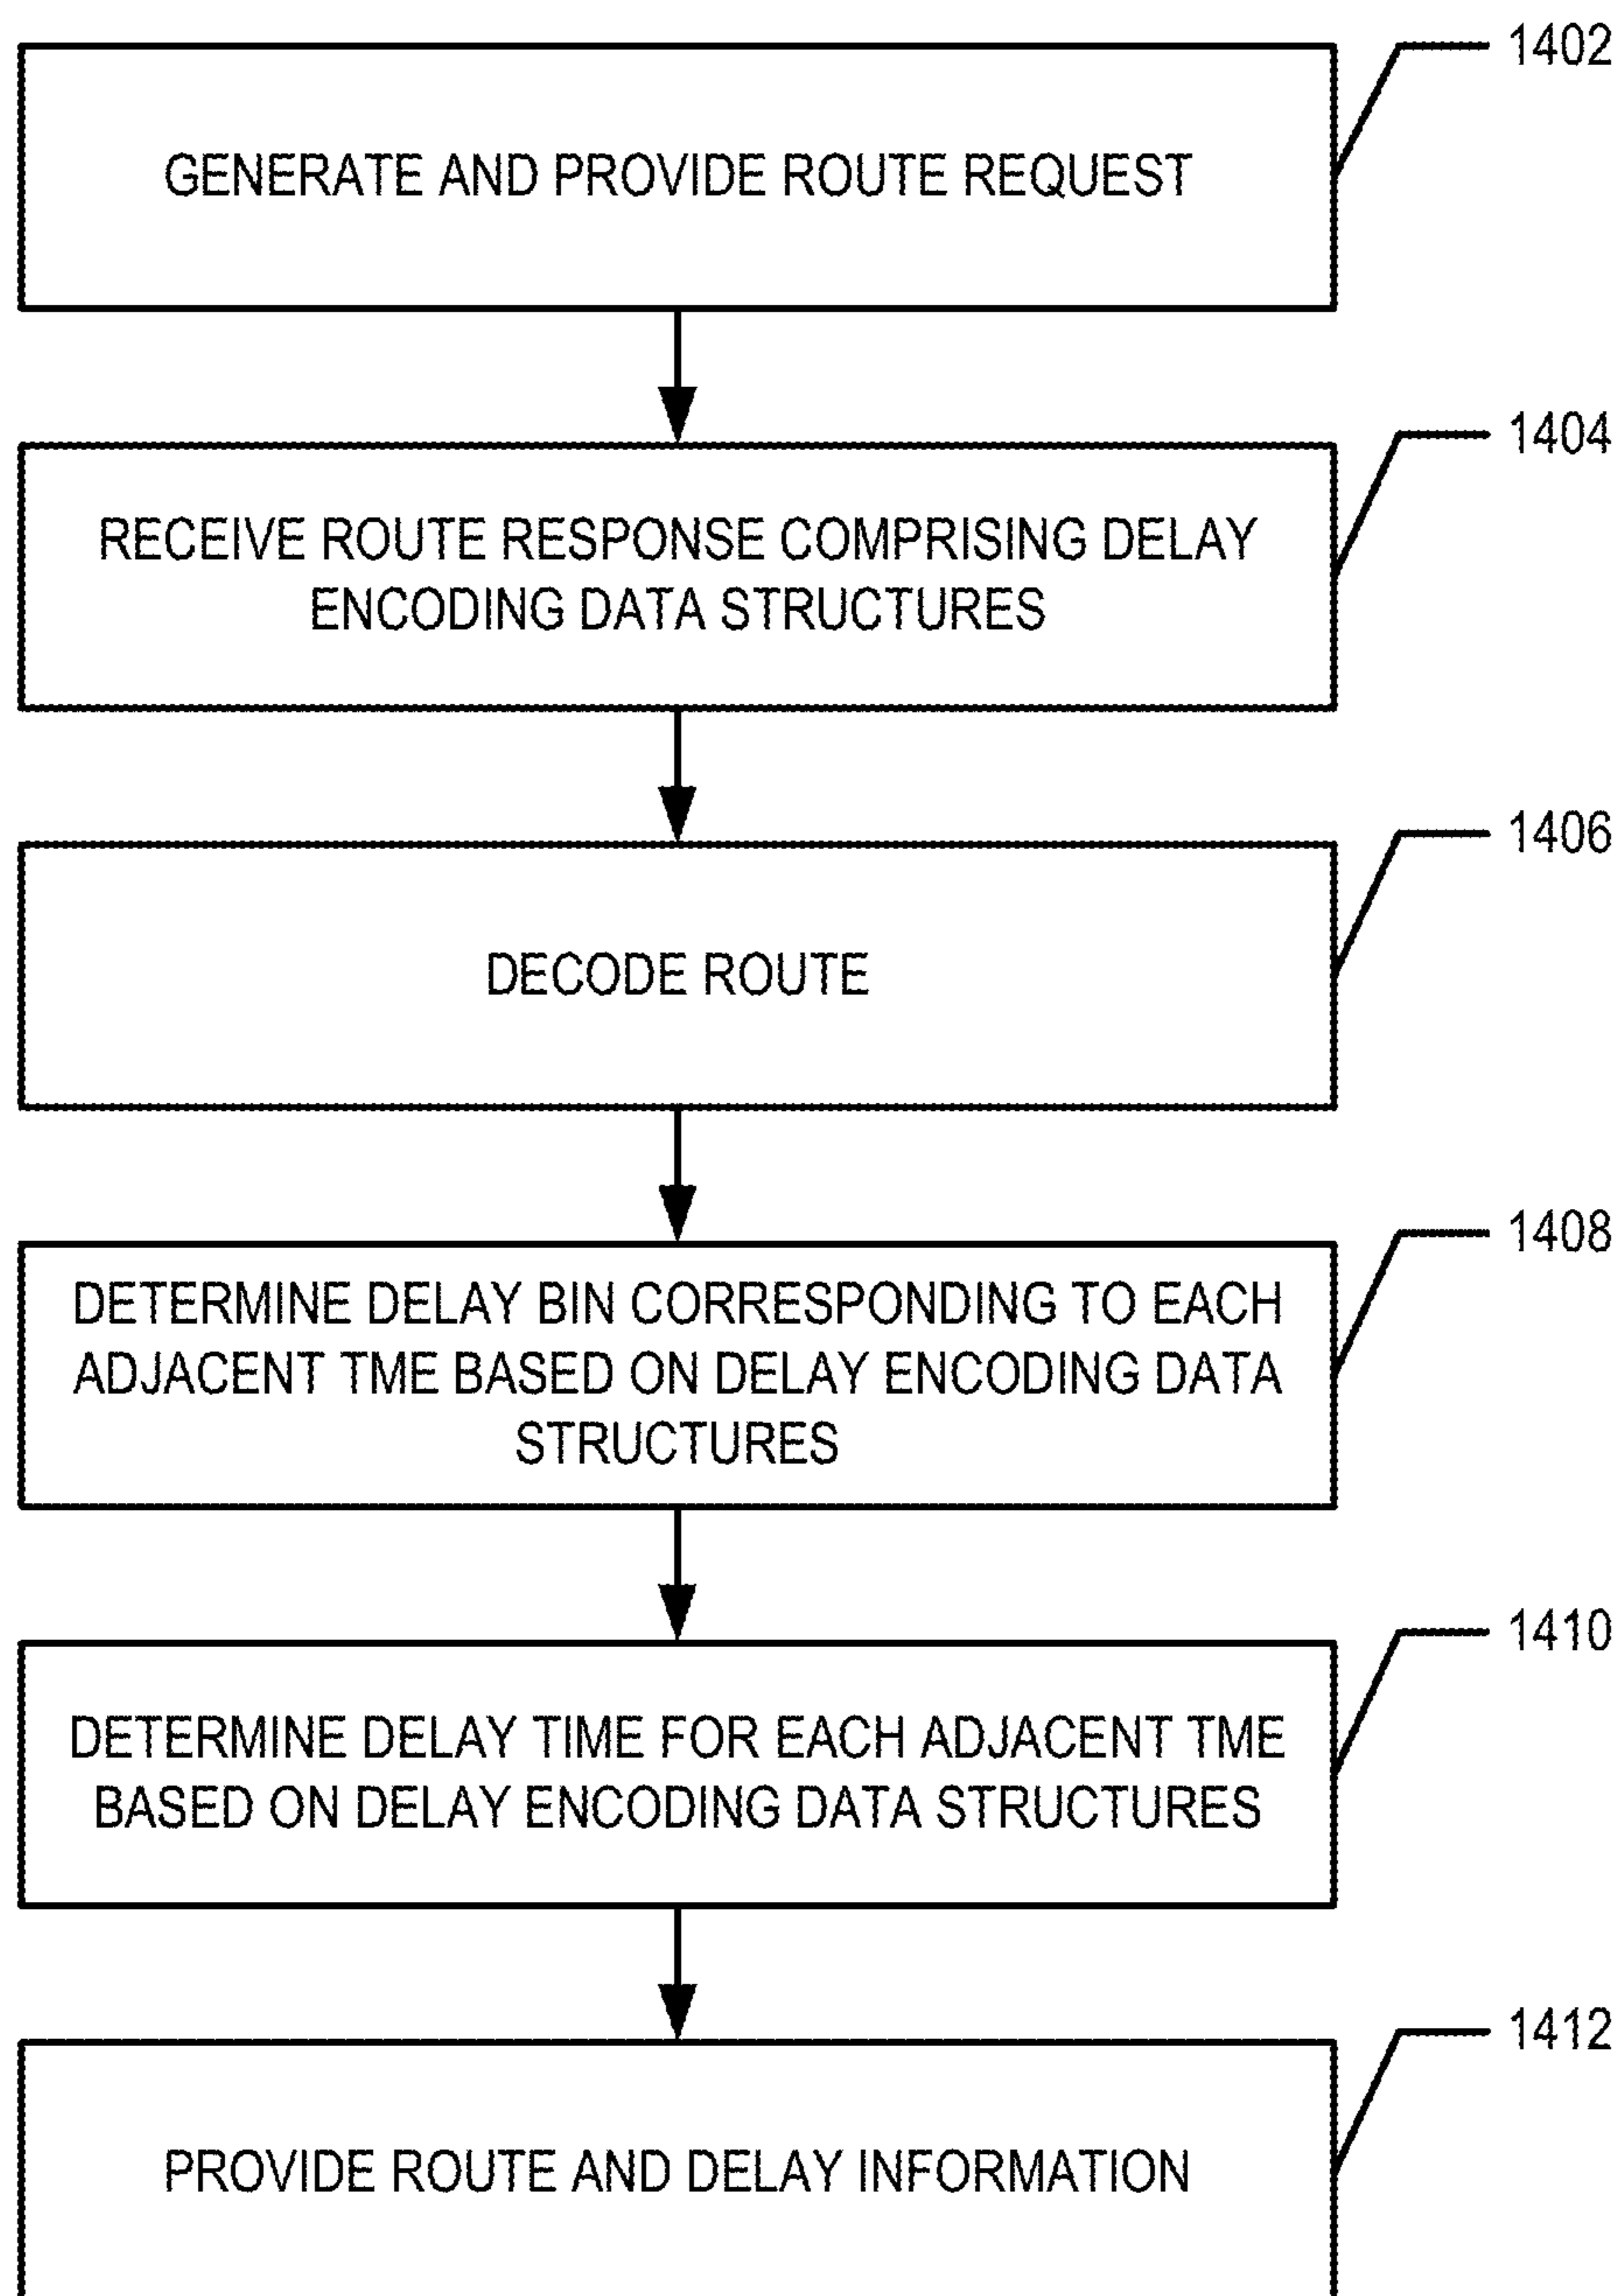 1402
GENERATE AND PROVIDE ROUTE REQUEST
1404
RECEIVE ROUTE RESPONSE COMPRISING DELAY
ENCODING DATA STRUCTURES
1406
DECODE ROUTE
1408
DETERMINE DELAY BIN CORRESPONDING TO EACH
ADJACENT TME BASED ON DELAY ENCODING DATA
STRUCTURES
1410
DETERMINE DELAY TIME FOR EACH ADJACENT TME
BASED ON DELAY ENCODING DATA STRUCTURES
1412
PROVIDE ROUTE AND DELAY INFORMATION